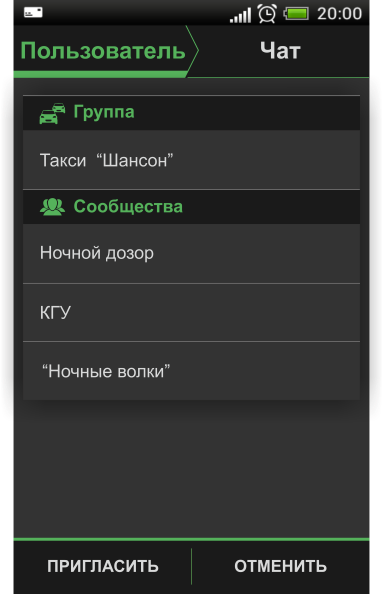 20:00
Пользователь
Чат
Группа
Такси “Шансон”
Сообщества
Ночной дозор
КГУ
“Ночные волки”
ПРИГЛАСИТЬ
ОТМЕНИТЬ